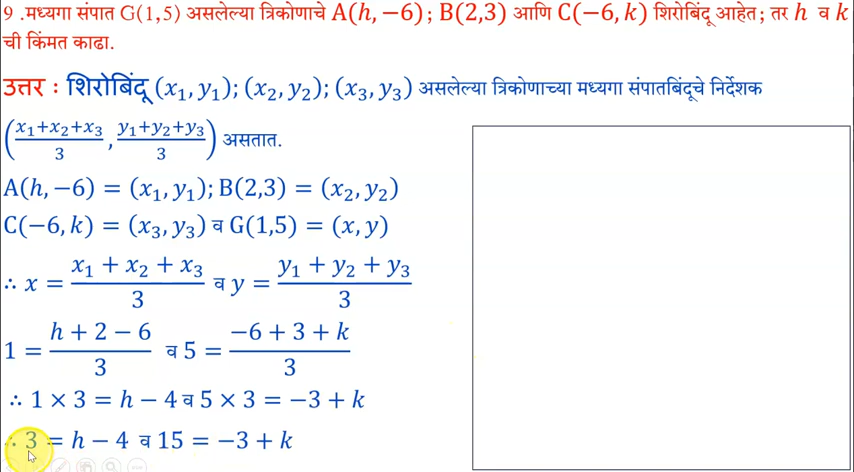 9 .मध्यगा संपात G(1,5) असलेल्या त्रिकोणाचे A(h, −6) ; B(2,3) आणि C(−6, k) शिरोबिंदू आहेत ; तर h व k
ची किंमत काढा.
उत्तर : शिरोबिंदू (x₁, y₁); (x₂, y₂); (x₃, y₃) असलेल्या त्रिकोणाच्या मध्यगा संपातबिंदूचे निर्देशक
((x₁+x₂+x₃)/3 , (y₁+y₂+y₃)/3) असतात.
A(h, −6) = (x₁, y₁); B(2,3) = (x₂, y₂)
C(−6, k) = (x₃, y₃) व G(1,5) = (x, y)
∴ x = (x₁ + x₂ + x₃)/3 व y = (y₁ + y₂ + y₃)/3
1 = (h + 2 − 6)/3 व 5 = (−6 + 3 + k)/3
∴ 1 × 3 = h − 4 व 5 × 3 = −3 + k
∴ 3 = h − 4 व 15 = −3 + k